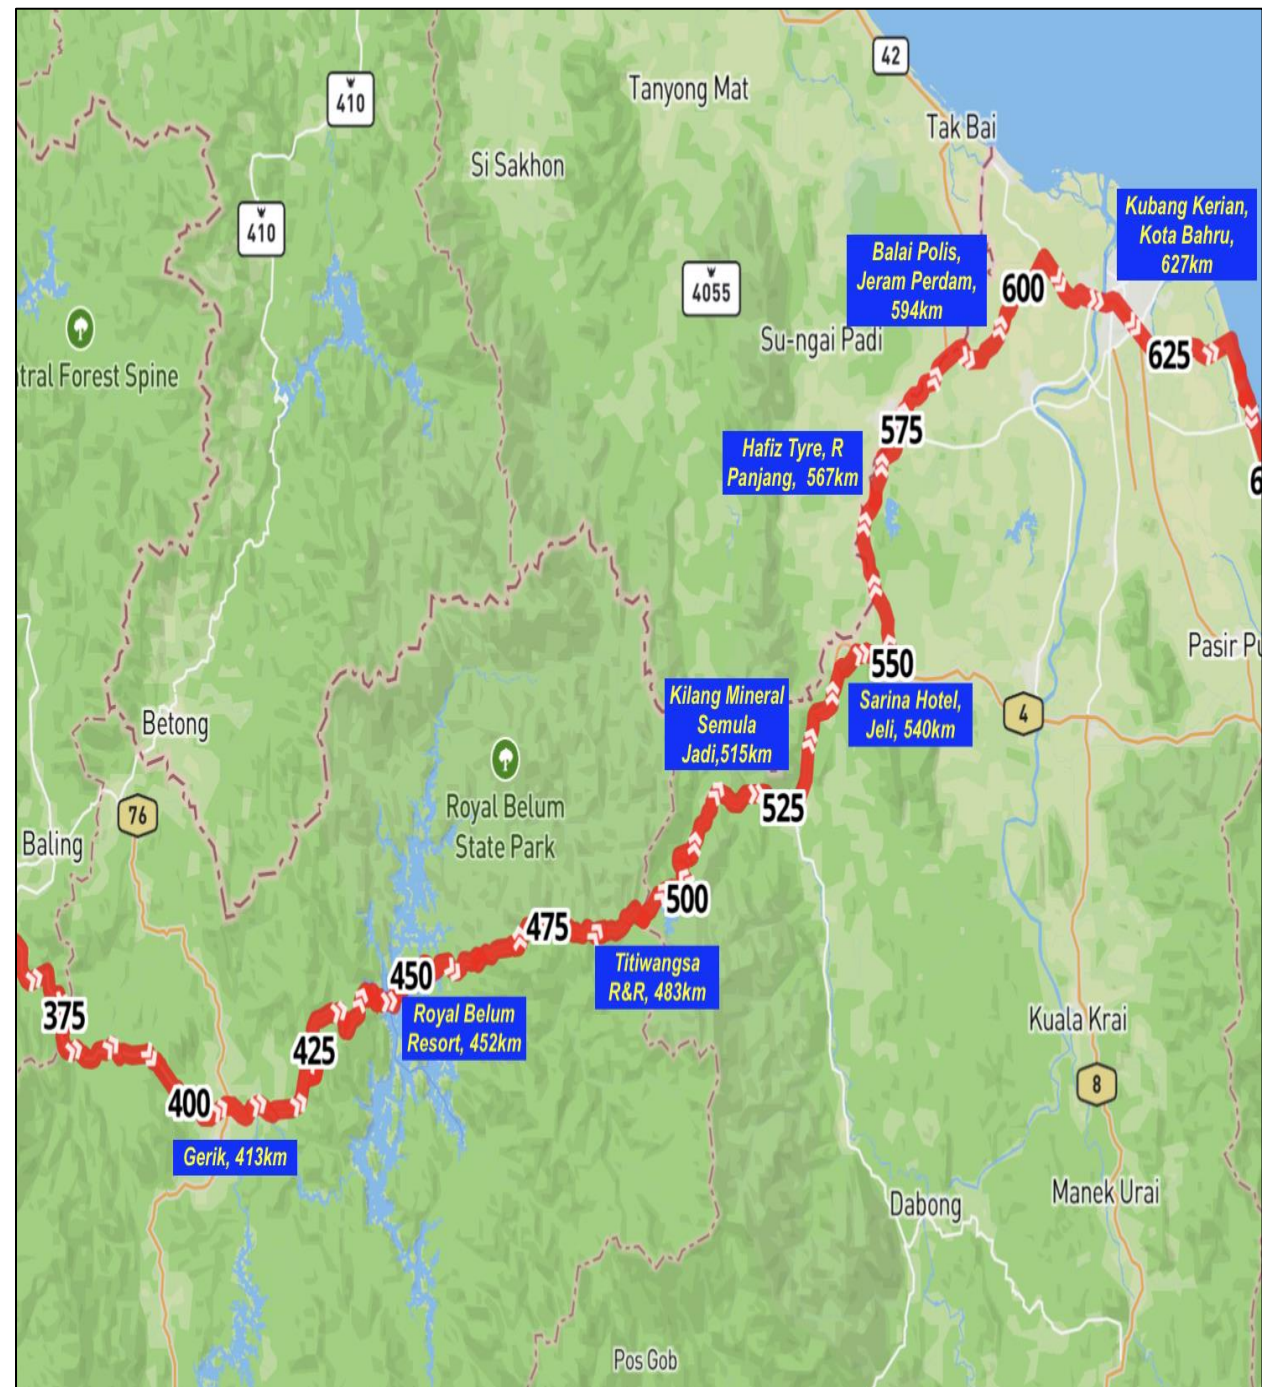 42
410
Tanyong Mat
Tak Bai
Si Sakhon
410
Kubang Kerian,
Kota Bahru,
627km
Balai Polis,
Jeram Perdam,
594km
4055
600
Su-ngai Padi
625
tral Forest Spine
575
Hafiz Tyre, R
Panjang, 567km
6
Pasir Pu
550
Kilang Mineral
Semula
Jadi,515km
Sarina Hotel,
Jeli, 540km
4
Betong
76
Royal Belum
State Park
525
Baling
500
475
450
Titiwangsa
R&R, 483km
375
Royal Belum
Resort, 452km
425
Kuala Krai
400
8
Gerik, 413km
Dabong
Manek Urai
Pos Gob